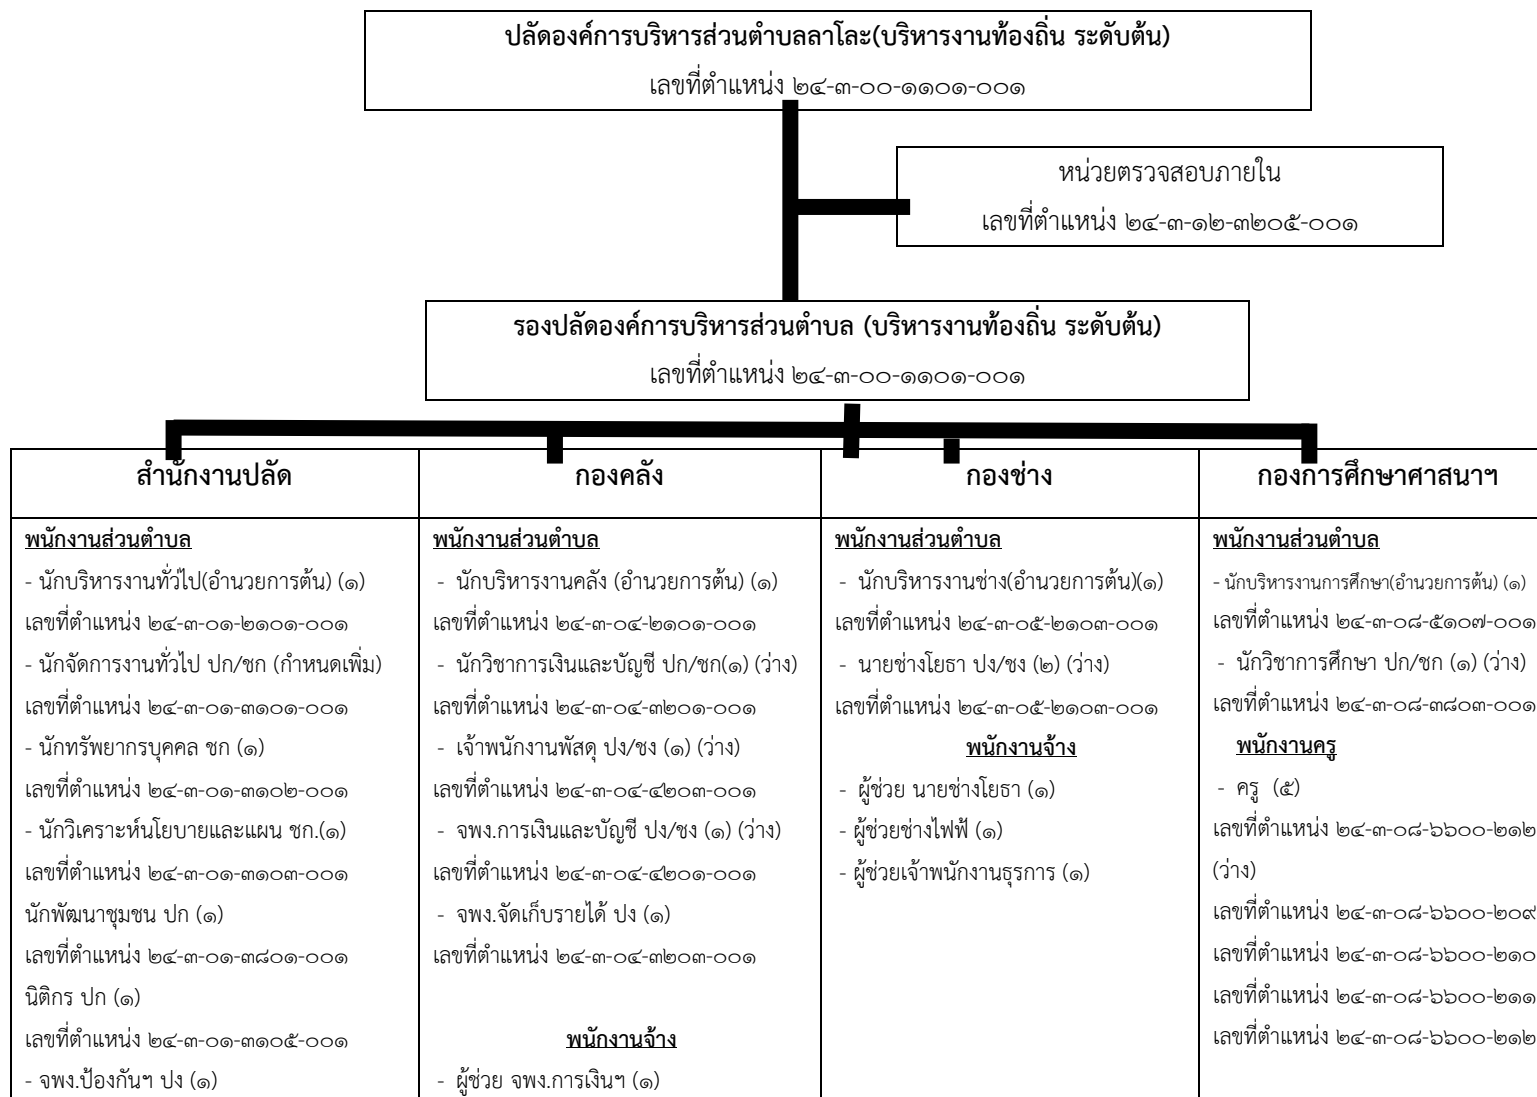 ปลัดองค์การบริหารส่วนตำบลลาโละ(บริหารงานท้องถิ่น ระดับต้น)
เลขที่ตำแหน่ง ๒๔-๓-๐๐-๑๑๐๑-๐๐๑
หน่วยตรวจสอบภายใน
เลขที่ตำแหน่ง ๒๔-๓-๑๒-๓๒๐๕-๐๐๑
รองปลัดองค์การบริหารส่วนตำบล (บริหารงานท้องถิ่น ระดับต้น)
เลขที่ตำแหน่ง ๒๔-๓-๐๐-๑๑๐๑-๐๐๑
สำนักงานปลัด
พนักงานส่วนตำบล
- นักบริหารงานทั่วไป(อำนวยการต้น) (๑)
เลขที่ตำแหน่ง ๒๔-๓-๐๑-๒๑๐๑-๐๐๑
- นักจัดการงานทั่วไป ปก/ชก (กำหนดเพิ่ม)
เลขที่ตำแหน่ง ๒๔-๓-๐๑-๓๑๐๑-๐๐๑
- นักทรัพยากรบุคคล ชก (๑)
เลขที่ตำแหน่ง ๒๔-๓-๐๑-๓๑๐๒-๐๐๑
- นักวิเคราะห์นโยบายและแผน ชก.(๑)
เลขที่ตำแหน่ง ๒๔-๓-๐๑-๓๑๐๓-๐๐๑
นักพัฒนาชุมชน ปก (๑)
เลขที่ตำแหน่ง ๒๔-๓-๐๑-๓๘๐๑-๐๐๑
นิติกร ปก (๑)
เลขที่ตำแหน่ง ๒๔-๓-๐๑-๓๑๐๕-๐๐๑
- จพง.ป้องกันฯ ปง (๑)
กองคลัง
พนักงานส่วนตำบล
- นักบริหารงานคลัง (อำนวยการต้น) (๑)
เลขที่ตำแหน่ง ๒๔-๓-๐๔-๒๑๐๑-๐๐๑
- นักวิชาการเงินและบัญชี ปก/ชก(๑) (ว่าง)
เลขที่ตำแหน่ง ๒๔-๓-๐๔-๓๒๐๑-๐๐๑
- เจ้าพนักงานพัสดุ ปง/ชง (๑) (ว่าง)
เลขที่ตำแหน่ง ๒๔-๓-๐๔-๔๒๐๓-๐๐๑
- จพง.การเงินและบัญชี ปง/ชง (๑) (ว่าง)
เลขที่ตำแหน่ง ๒๔-๓-๐๔-๔๒๐๑-๐๐๑
- จพง.จัดเก็บรายได้ ปง (๑)
เลขที่ตำแหน่ง ๒๔-๓-๐๔-๓๒๐๓-๐๐๑
พนักงานจ้าง
- ผู้ช่วย จพง.การเงินฯ (๑)
กองช่าง
พนักงานส่วนตำบล
- นักบริหารงานช่าง(อำนวยการต้น)(๑)
เลขที่ตำแหน่ง ๒๔-๓-๐๕-๒๑๐๓-๐๐๑
- นายช่างโยธา ปง/ชง (๒) (ว่าง)
เลขที่ตำแหน่ง ๒๔-๓-๐๕-๒๑๐๓-๐๐๑
พนักงานจ้าง
- ผู้ช่วย นายช่างโยธา (๑)
- ผู้ช่วยช่างไฟฟ้ (๑)
- ผู้ช่วยเจ้าพนักงานธุรการ (๑)
กองการศึกษาศาสนาฯ
พนักงานส่วนตำบล
- นักบริหารงานการศึกษา(อำนวยการต้น) (๑)
เลขที่ตำแหน่ง ๒๔-๓-๐๘-๕๑๐๗-๐๐๑
- นักวิชาการศึกษา ปก/ชก (๑) (ว่าง)
เลขที่ตำแหน่ง ๒๔-๓-๐๘-๓๘๐๓-๐๐๑
พนักงานครู
- ครู (๕)
เลขที่ตำแหน่ง ๒๔-๓-๐๘-๖๖๐๐-๒๑๒
(ว่าง)
เลขที่ตำแหน่ง ๒๔-๓-๐๘-๖๖๐๐-๒๐๙
เลขที่ตำแหน่ง ๒๔-๓-๐๘-๖๖๐๐-๒๑๐
เลขที่ตำแหน่ง ๒๔-๓-๐๘-๖๖๐๐-๒๑๑
เลขที่ตำแหน่ง ๒๔-๓-๐๘-๖๖๐๐-๒๑๒